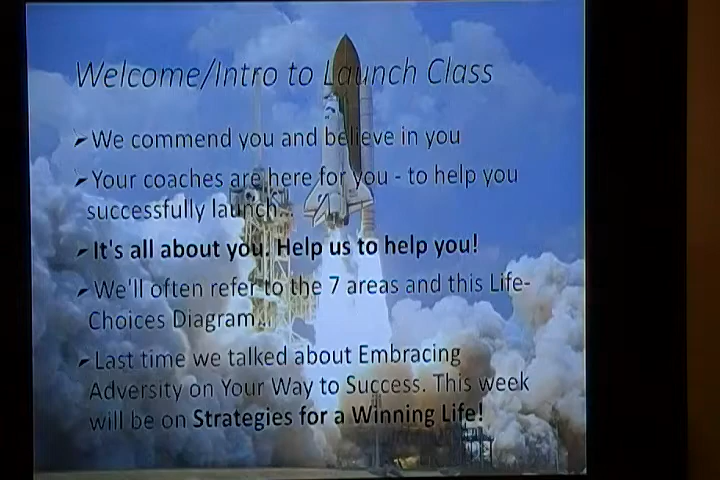 Welcome/Intro to Launch Class
➢We commend you and believe in you
➢Your coaches are here for you - to help you
successfully launch...
➢It's all about you. Help us to help you!
➢We'll often refer to the 7 areas and this Life-
Choices Diagram...
➢Last time we talked about Embracing
Adversity on Your Way to Success. This week
will be on Strategies for a Winning Life!